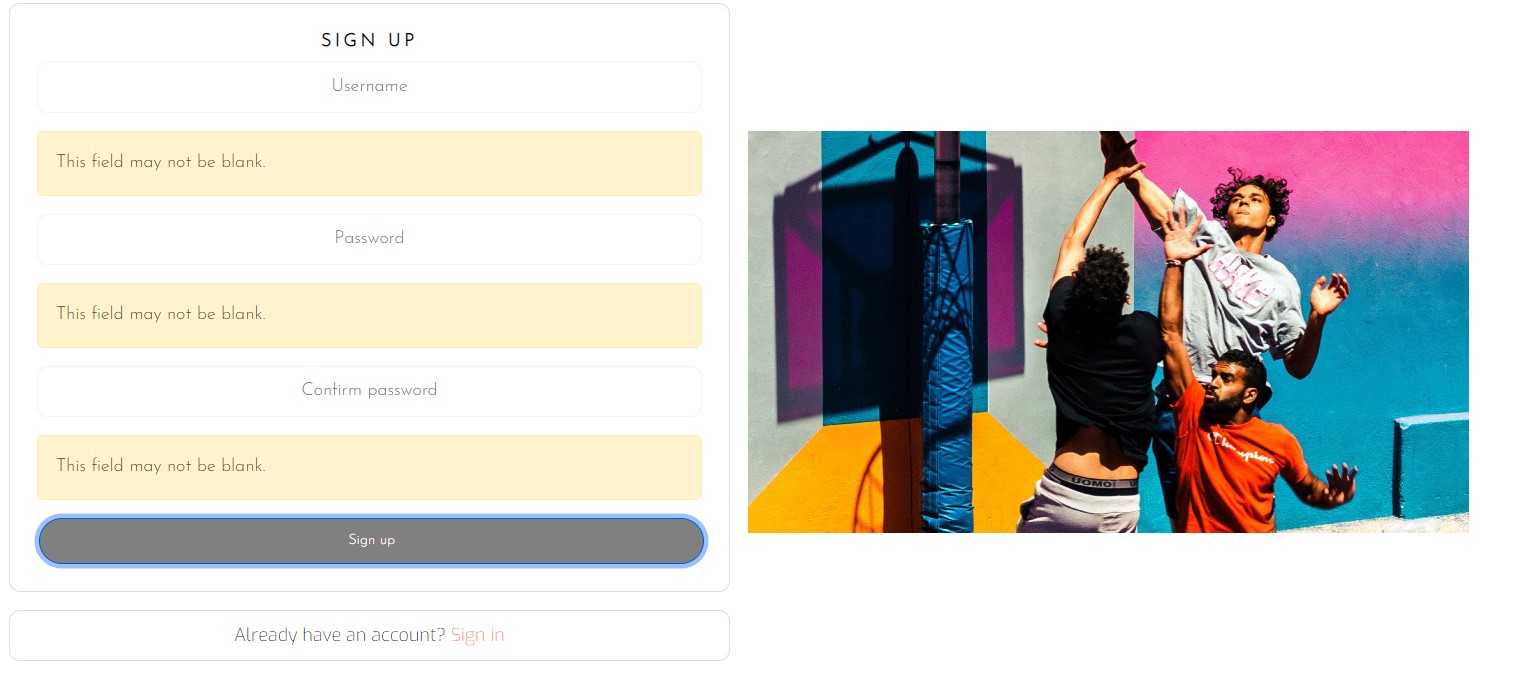 SIGN UP
Username
This field may not be blank.
Password
This field may not be blank.
Confirm password
This field may not be blank.
Sign up
Already have an account? Sign in
Champion
UOMO